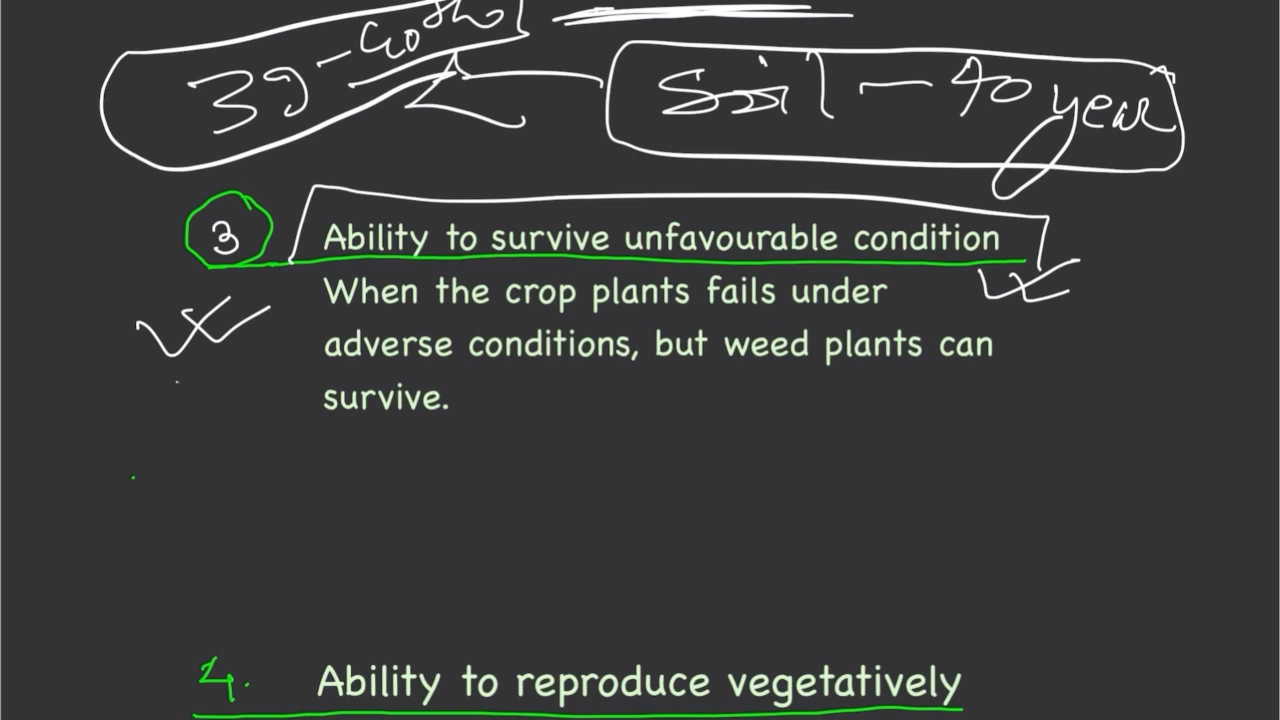 39 -
Soil - 40 year
3 Ability to survive unfavourable condition
When the crop plants fails under
adverse conditions, but weed plants can
survive.
4. Ability to reproduce vegetatively